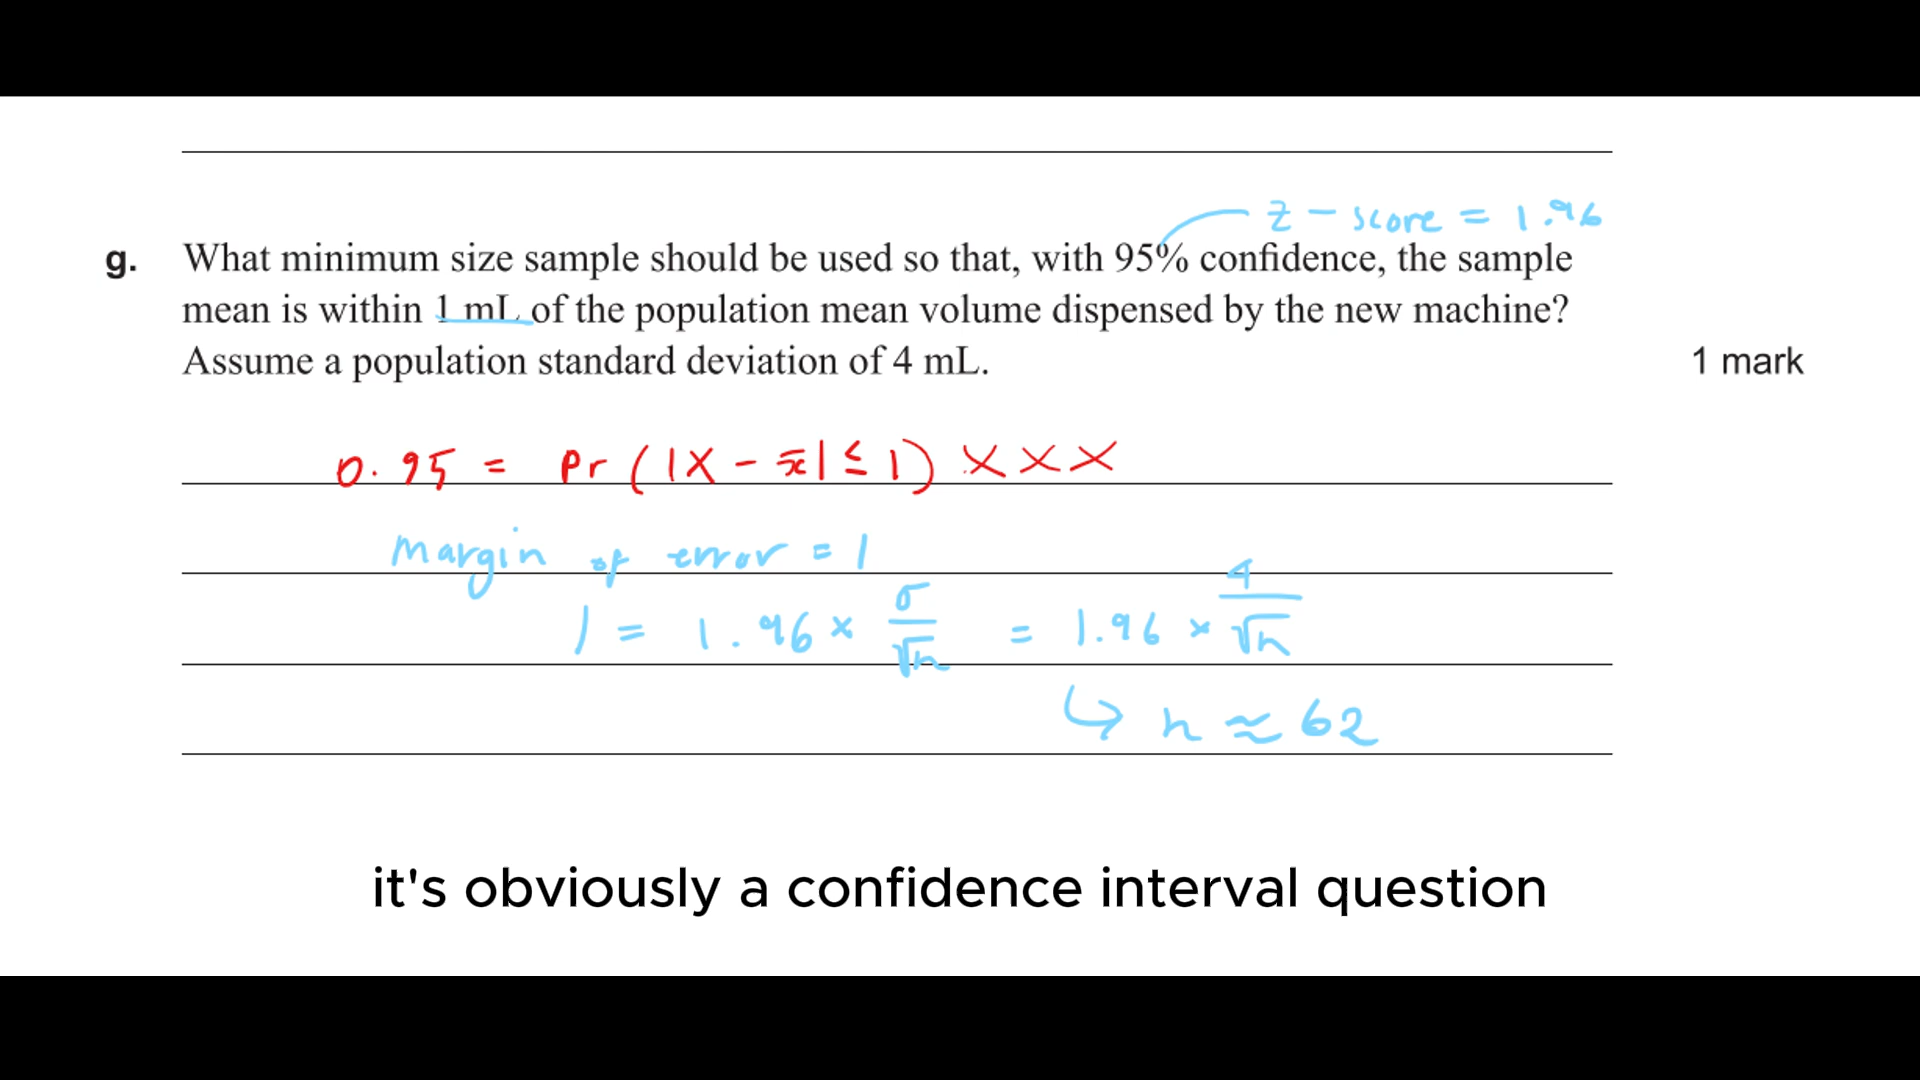 z - score = 1.96
g. What minimum size sample should be used so that, with 95% confidence, the sample
mean is within 1 mL of the population mean volume dispensed by the new machine?
Assume a population standard deviation of 4 mL. 1 mark
0.95 = Pr(|X - x̄| ≤ 1) X X X
margin of error = 1
1 = 1.96 × σ/√n = 1.96 × 4/√n
↳ n ≈ 62
it's obviously a confidence interval question